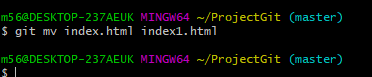 m56@DESKTOP-237AEUK MINGW64 ~/ProjectGit (master)
$ git mv index.html index1.html

m56@DESKTOP-237AEUK MINGW64 ~/ProjectGit (master)
$